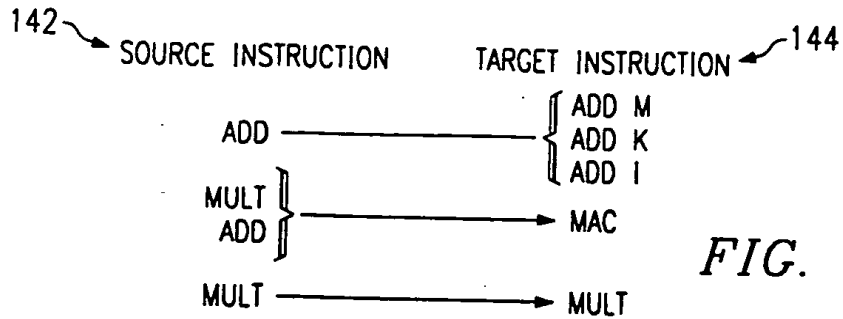 142
144
SOURCE INSTRUCTION
TARGET INSTRUCTION
ADD
ADD M
ADD K
ADD I
MULT
ADD
MAC
MULT
MULT
FIG.